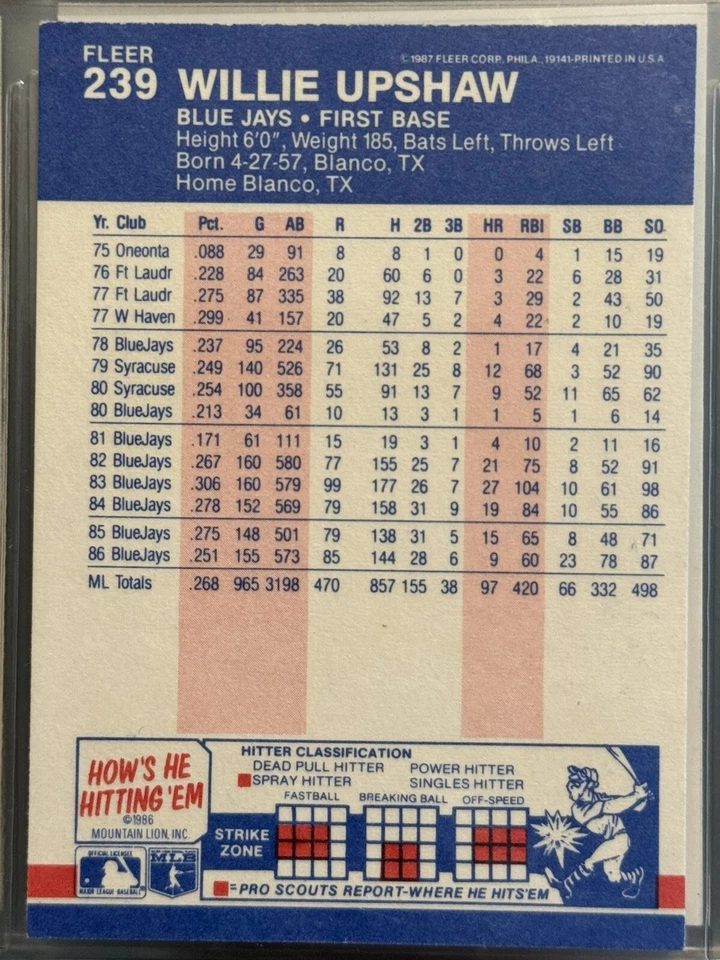 FLEER
239 WILLIE UPSHAW
© 1987 FLEER CORP. PHILA., 19141-PRINTED IN U.S.A
BLUE JAYS • FIRST BASE
Height 6'0", Weight 185, Bats Left, Throws Left
Born 4-27-57, Blanco, TX
Home Blanco, TX
Yr. Club Pct. G AB R H 2B 3B HR RBI SB BB SO
75 Oneonta .088 29 91 8 8 1 0 0 4 1 15 19
76 Ft Laudr .228 84 263 20 60 6 0 3 22 6 28 31
77 Ft Laudr .275 87 335 38 92 13 7 3 29 2 43 50
77 W Haven .299 41 157 20 47 5 2 4 22 2 10 19
78 BlueJays .237 95 224 26 53 8 2 1 17 4 21 35
79 Syracuse .249 140 526 71 131 25 8 12 68 3 52 90
80 Syracuse .254 100 358 55 91 13 7 9 52 11 65 62
80 BlueJays .213 34 61 10 13 3 1 1 5 1 6 14
81 BlueJays .171 61 111 15 19 3 1 4 10 2 11 16
82 BlueJays .267 160 580 77 155 25 7 21 75 8 52 91
83 BlueJays .306 160 579 99 177 26 7 27 104 10 61 98
84 BlueJays .278 152 569 79 158 31 9 19 84 10 55 86
85 BlueJays .275 148 501 79 138 31 5 15 65 8 48 71
86 BlueJays .251 155 573 85 144 28 6 9 60 23 78 87
ML Totals .268 965 3198 470 857 155 38 97 420 66 332 498
HOW'S HE
HITTING 'EM
©1986
MOUNTAIN LION, INC.
HITTER CLASSIFICATION
DEAD PULL HITTER POWER HITTER
SPRAY HITTER SINGLES HITTER
FASTBALL BREAKING BALL OFF-SPEED
STRIKE
ZONE
OFFICIAL LICENSEE
MAJOR LEAGUE BASEBALL
=PRO SCOUTS REPORT-WHERE HE HITS'EM